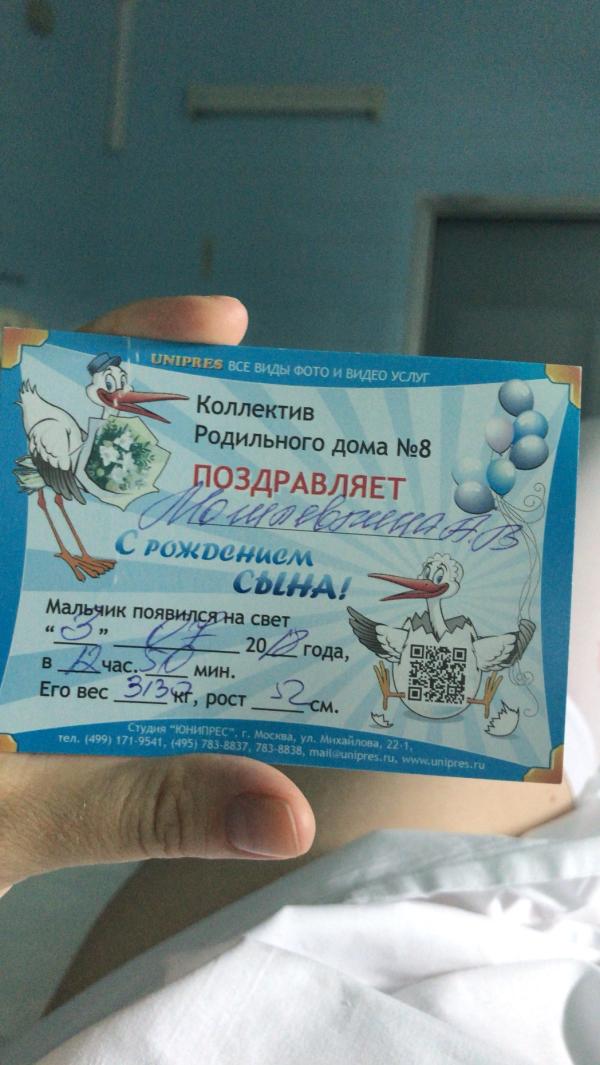 UNIPRES ВСЕ ВИДЫ ФОТО И ВИДЕО УСЛУГ
Коллектив
Родильного дома №8
ПОЗДРАВЛЯЕТ
А.В
С РОЖДЕНИЕМ
СЫНА!
Мальчик появился на свет
"3" 07 2018 года,
в 12 час. 50 мин.
Его вес 3130 кг, рост 52 см.
Студия "ЮНИПРЕС", г. Москва, ул. Михайлова, 22-1,
тел. (499) 171-9541, (495) 783-8837, 783-8838, mail@unipres.ru, www.unipres.ru